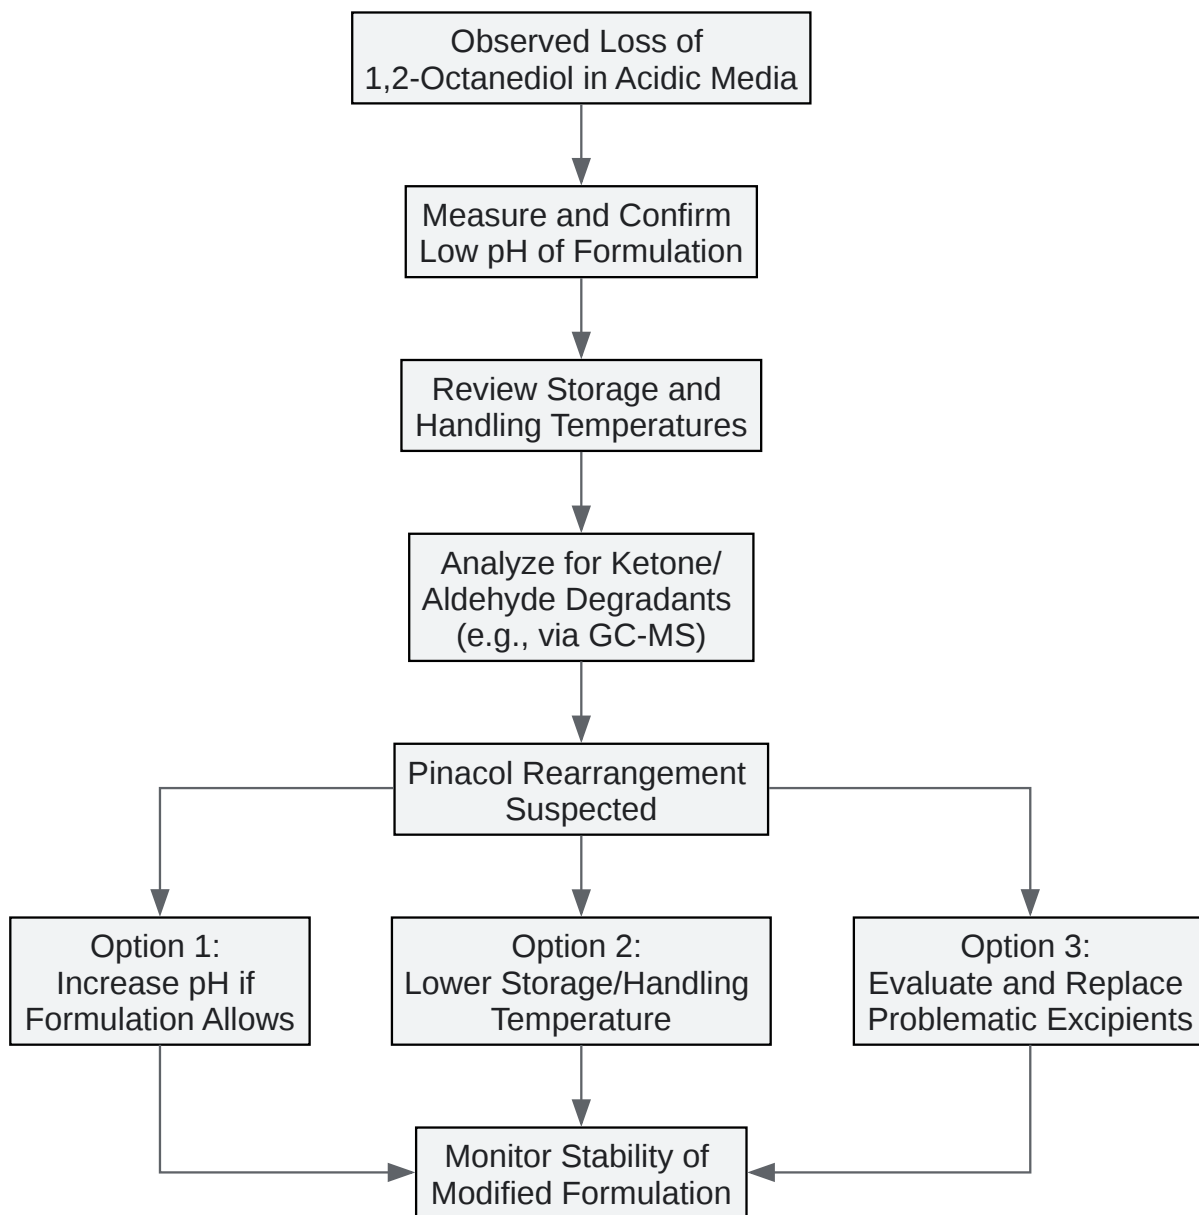 Observed Loss of
1,2-Octanediol in Acidic Media
Measure and Confirm
Low pH of Formulation
Review Storage and
Handling Temperatures
Analyze for Ketone/
Aldehyde Degradants
(e.g., via GC-MS)
Pinacol Rearrangement
Suspected
Option 1:
Increase pH if
Formulation Allows
Option 2:
Lower Storage/Handling
Temperature
Option 3:
Evaluate and Replace
Problematic Excipients
Monitor Stability of
Modified Formulation